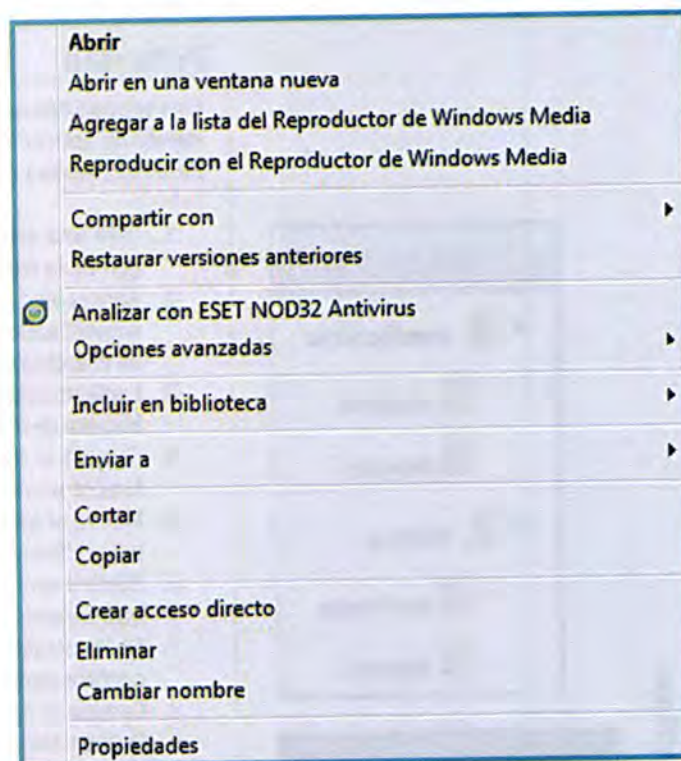 Abrir
Abrir en una ventana nueva
Agregar a la lista del Reproductor de Windows Media
Reproducir con el Reproductor de Windows Media
Compartir con
Restaurar versiones anteriores
Analizar con ESET NOD32 Antivirus
Opciones avanzadas
Incluir en biblioteca
Enviar a
Cortar
Copiar
Crear acceso directo
Eliminar
Cambiar nombre
Propiedades